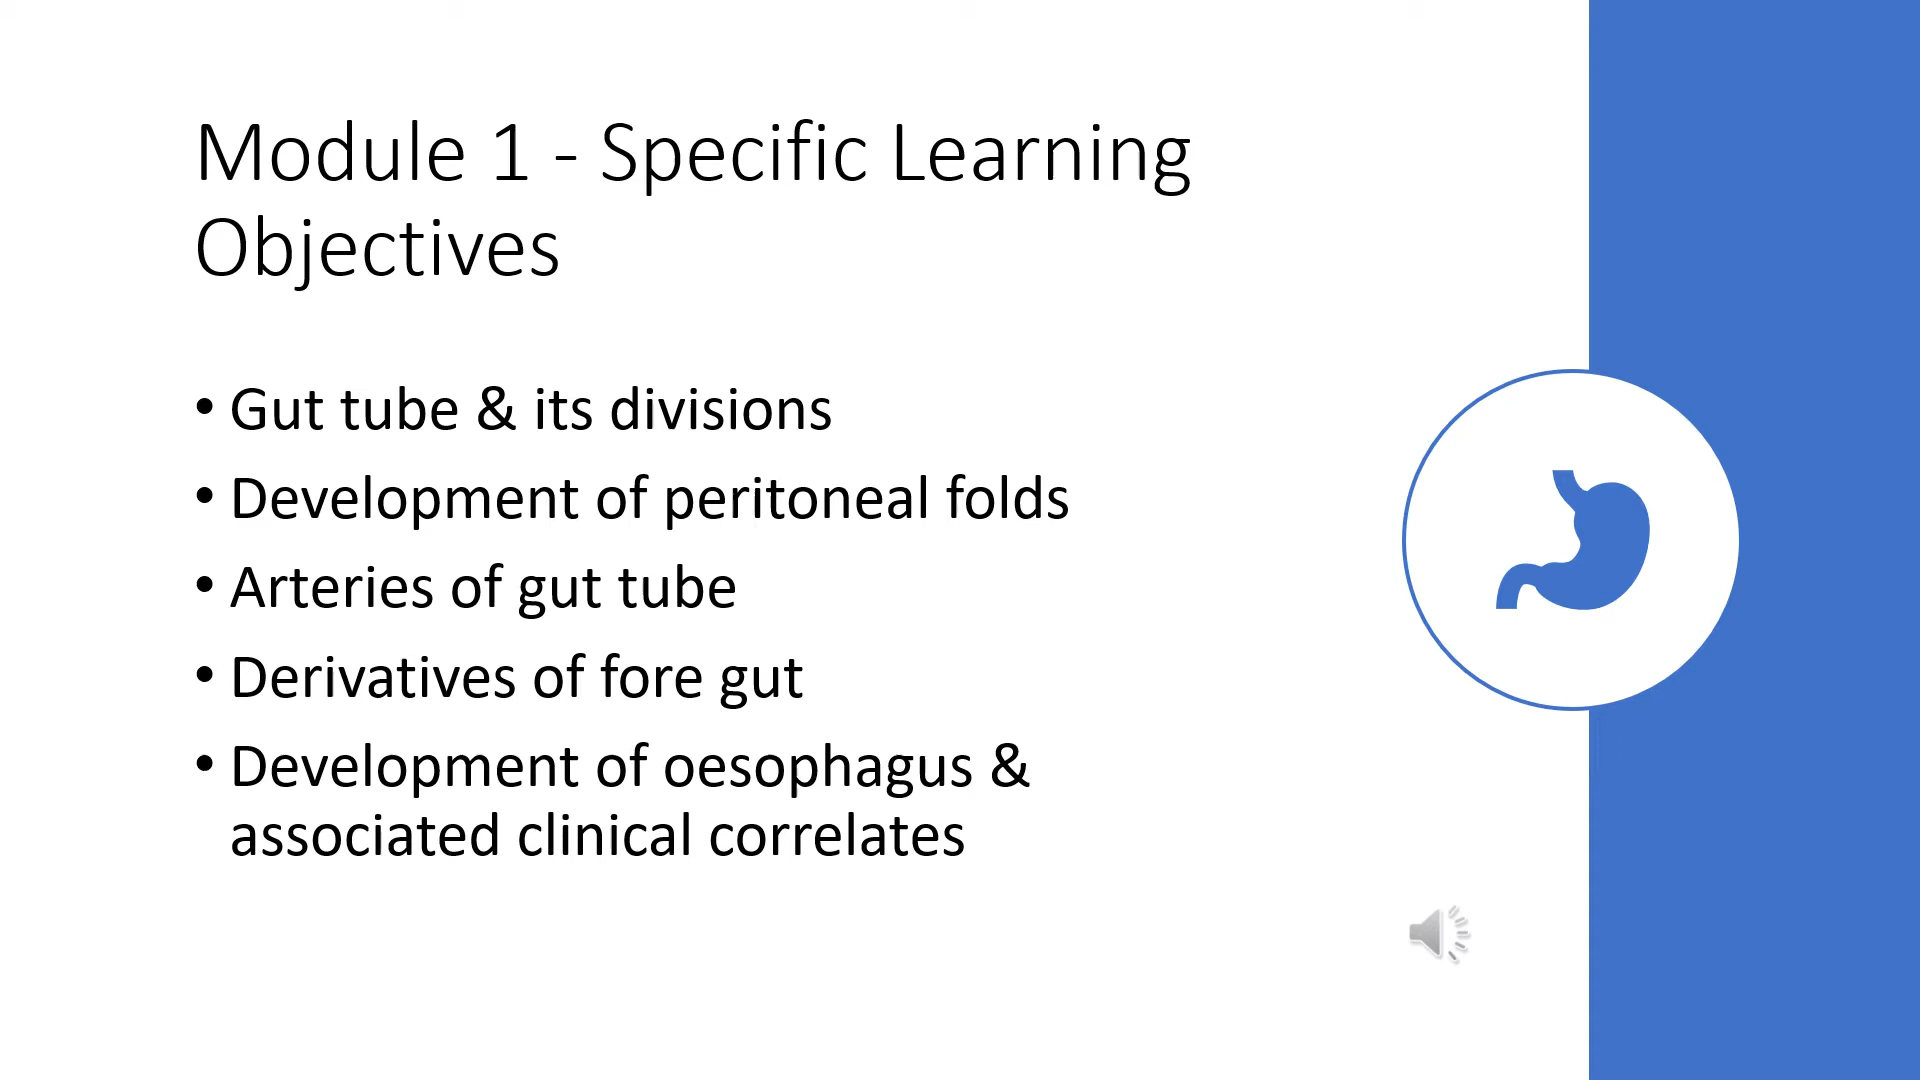 Module 1 - Specific Learning
Objectives
• Gut tube & its divisions
• Development of peritoneal folds
• Arteries of gut tube
• Derivatives of fore gut
• Development of oesophagus &
associated clinical correlates